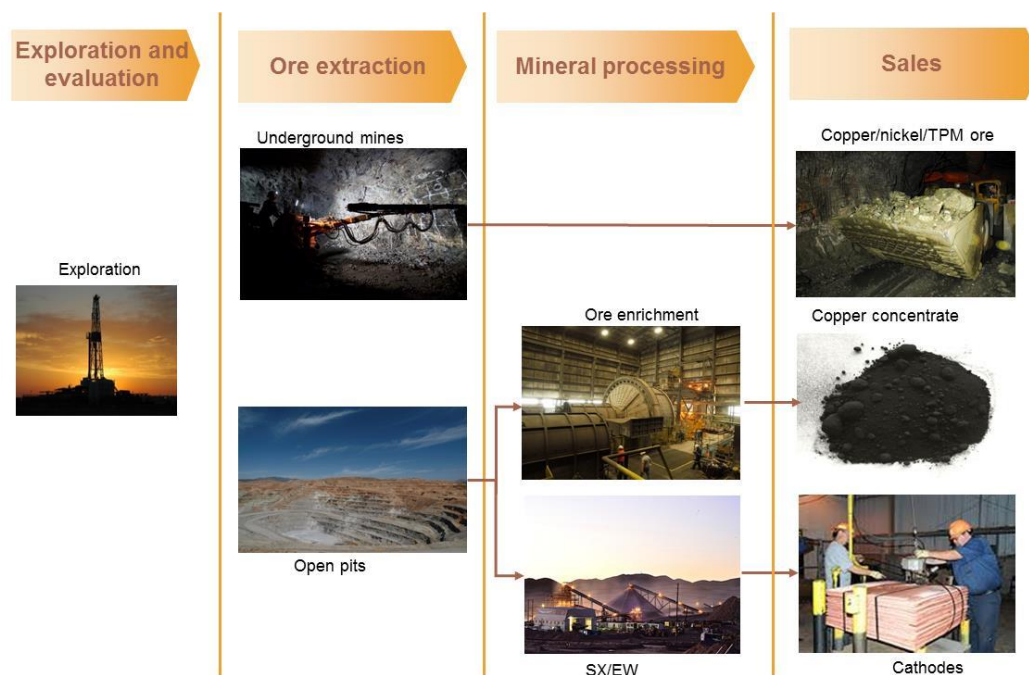 Exploration and
evaluation
Ore extraction
Mineral processing
Sales
Underground mines
Copper/nickel/TPM ore
Exploration
Ore enrichment
Copper concentrate
Open pits
SX/EW
Cathodes